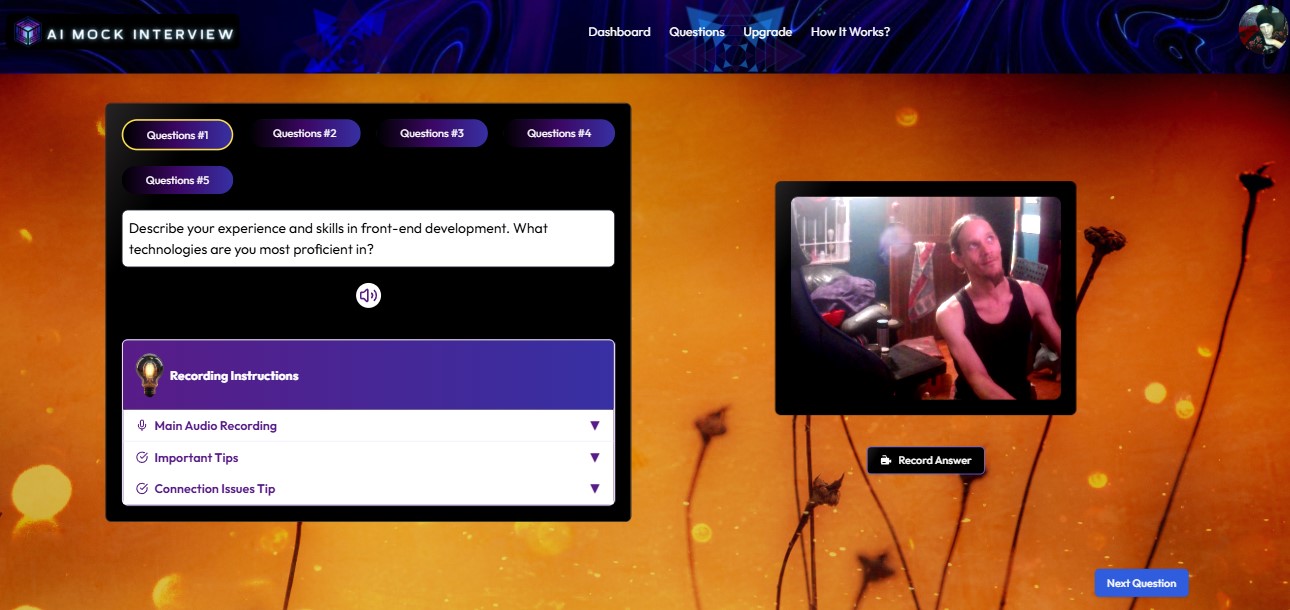 AI MOCK INTERVIEW
Dashboard
Questions
Upgrade
How It Works?
Questions #1
Questions #2
Questions #3
Questions #4
Questions #5
Describe your experience and skills in front-end development. What
technologies are you most proficient in?
Recording Instructions
Main Audio Recording
▼
Important Tips
▼
Connection Issues Tip
▼
Record Answer
Next Question